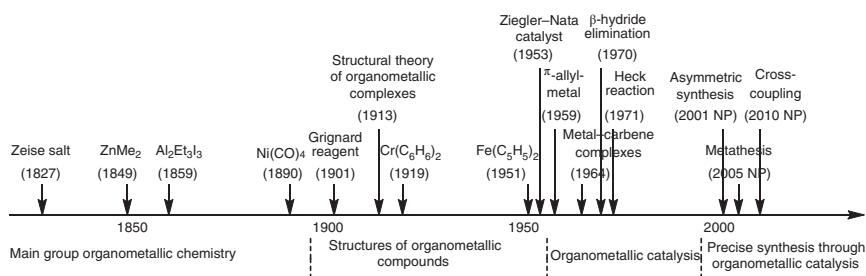 Ziegler–Nata
catalyst
(1953)
β-hydride
elimination
(1970)
Structural theory
of organometallic
complexes
(1913)
π-allyl-
metal
(1959)
Heck
reaction
(1971)
Asymmetric
synthesis
(2001 NP)
Cross-
coupling
(2010 NP)
Zeise salt
(1827)
ZnMe2
(1849)
Al2Et3I3
(1859)
Ni(CO)4
(1890)
Grignard
reagent
(1901)
Cr(C6H6)2
(1919)
Fe(C5H5)2
(1951)
Metal–carbene
complexes
(1964)
Metathesis
(2005 NP)
1850
1900
1950
2000
Main group organometallic chemistry
Structures of organometallic
compounds
Organometallic catalysis
Precise synthesis through
organometallic catalysis